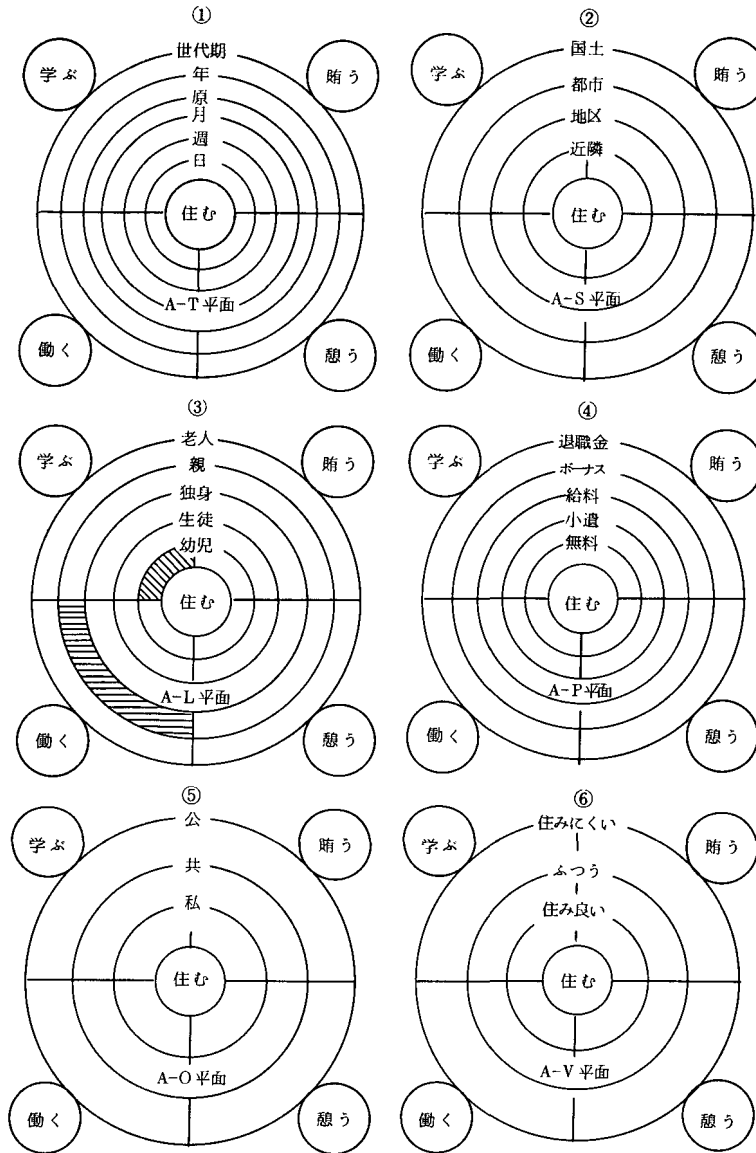 ①
世代期
学ぶ
賄う
年
原
月
週
日
住む
A-T平面
働く
憩う
②
国土
学ぶ
賄う
都市
地区
近隣
住む
A-S平面
働く
憩う
③
老人
学ぶ
賄う
親
独身
生徒
幼児
住む
A-L平面
働く
憩う
④
退職金
学ぶ
賄う
ボーナス
給料
小遣
無料
住む
A-P平面
働く
憩う
⑤
公
学ぶ
賄う
共
私
住む
A-O平面
働く
憩う
⑥
住みにくい
学ぶ
賄う
ふつう
住み良い
住む
A-V平面
働く
憩う